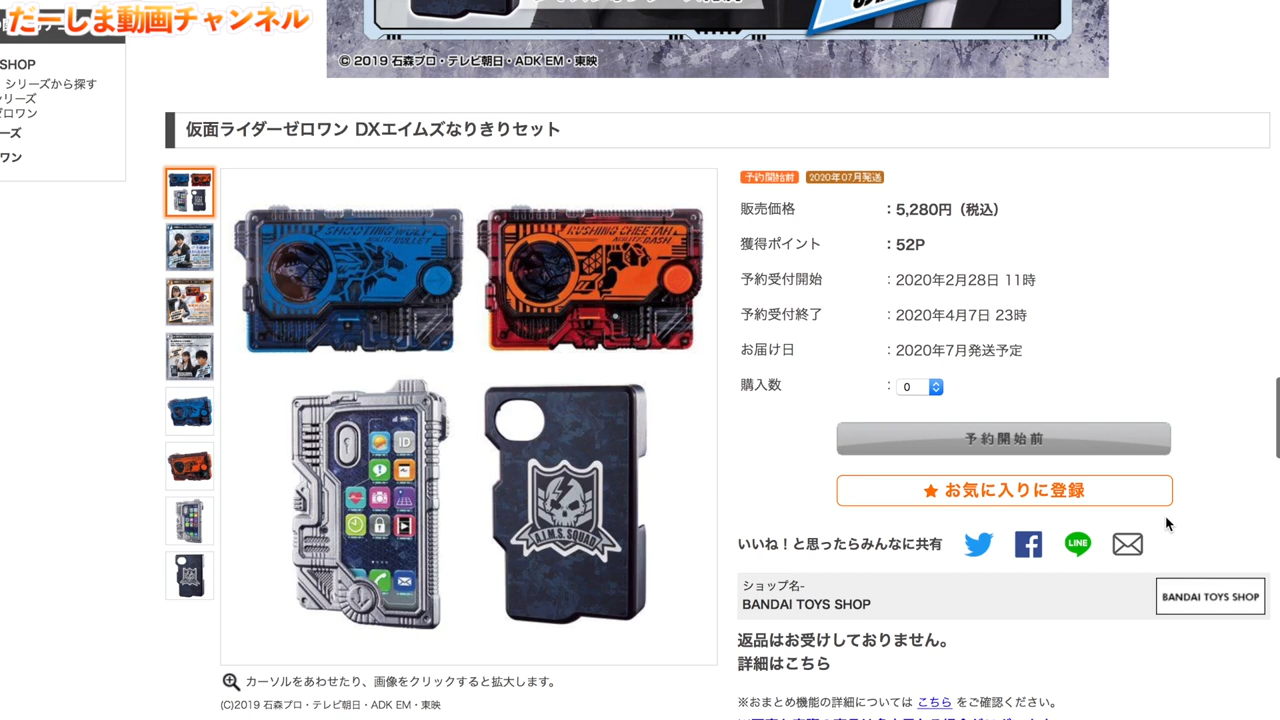 だーしま動画チャンネル
SHOP
シリーズから探す
シリーズ
ゼロワン
ーズ
ワン
© 2019 石森プロ・テレビ朝日・ADK EM・東映
仮面ライダーゼロワン DXエイムズなりきりセット
予約開始前 2020年07月発送
販売価格 : 5,280円（税込）
獲得ポイント : 52P
予約受付開始 : 2020年2月28日 11時
予約受付終了 : 2020年4月7日 23時
お届け日 : 2020年7月発送予定
購入数 : 0
SHOOTING WOLF
ABILITY BULLET
RUSHING CHEETAH
ABILITY DASH
ID
A.I.M.S. SQUAD
予約開始前
★ お気に入りに登録
いいね！と思ったらみんなに共有
LINE
ショップ名-
BANDAI TOYS SHOP
BANDAI TOYS SHOP
返品はお受けしておりません。
詳細はこちら
カーソルをあわせたり、画像をクリックすると拡大します。
(C)2019 石森プロ・テレビ朝日・ADK EM・東映
※おまとめ機能の詳細については こちら をご確認ください。